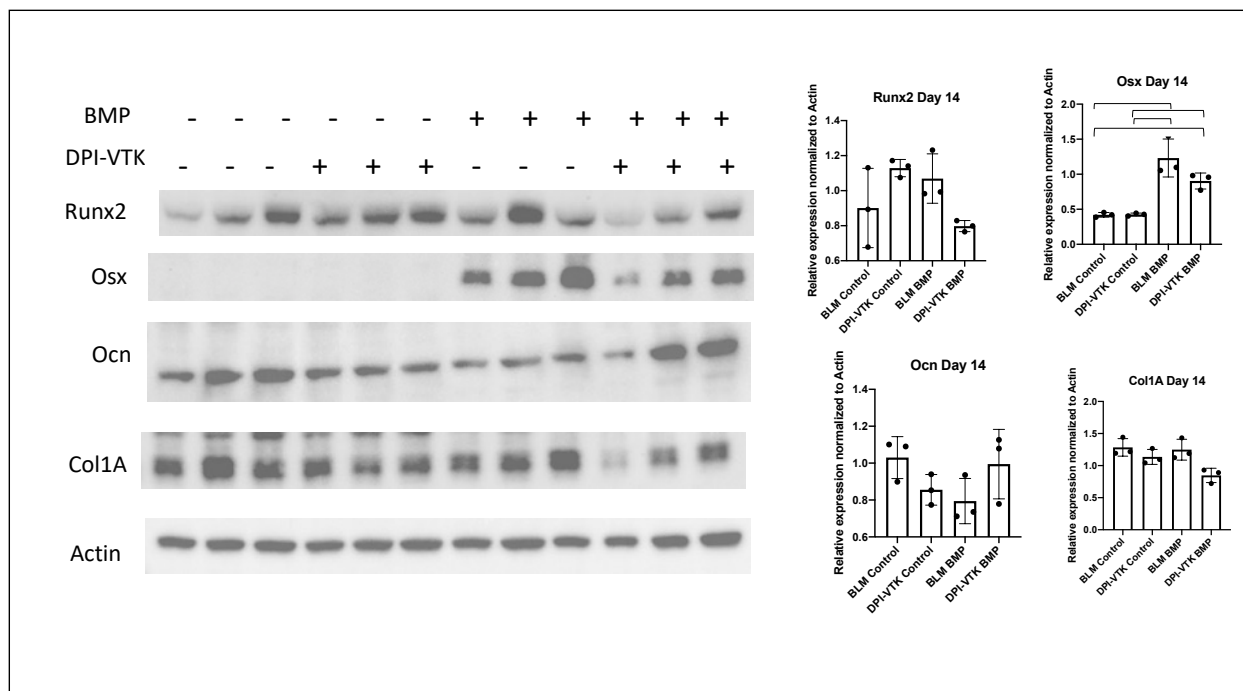 BMP - - - - - - + + + + + +
DPI-VTK - - - + + + - - - + + +
Runx2
Osx
Ocn
Col1A
Actin
Runx2 Day 14
Relative expression normalized to Actin
1.4
1.2
1.0
0.8
0.6
BLM Control
DPI-VTK Control
BLM BMP
DPI-VTK BMP
Osx Day 14
Relative expression normalized to Actin
2.0
1.5
1.0
0.5
0.0
BLM Control
DPI-VTK Control
BLM BMP
DPI-VTK BMP
Ocn Day 14
Relative expression normalized to Actin
1.4
1.2
1.0
0.8
0.6
BLM Control
DPI-VTK Control
BLM BMP
DPI-VTK BMP
Col1A Day 14
Relative expression normalized to Actin
2.0
1.5
1.0
0.5
0.0
BLM Control
DPI-VTK Control
BLM BMP
DPI-VTK BMP